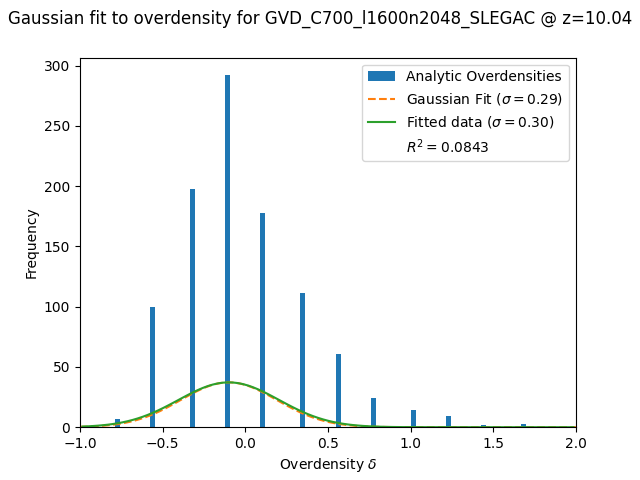 Gaussian fit to overdensity for GVD_C700_l1600n2048_SLEGAC @ z=10.04
300
250
200
150
100
50
0
Frequency
Analytic Overdensities
Gaussian Fit (σ = 0.29)
Fitted data (σ = 0.30)
R² = 0.0843
−1.0 −0.5 0.0 0.5 1.0 1.5 2.0
Overdensity δ